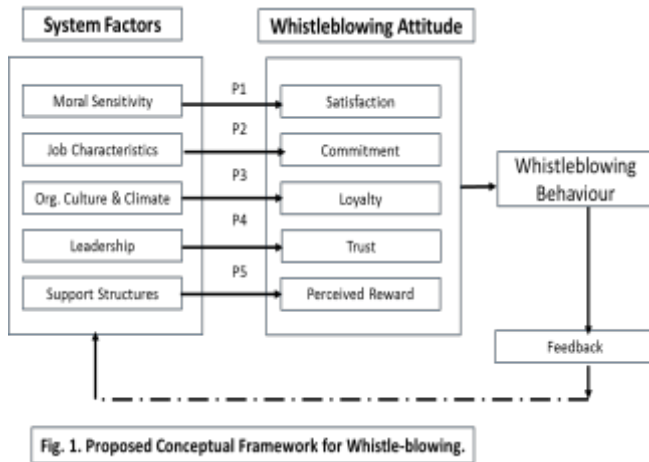 System Factors
Whistleblowing Attitude
Moral Sensitivity
P1
Satisfaction
Job Characteristics
P2
Commitment
Org. Culture & Climate
P3
Loyalty
Leadership
P4
Trust
Support Structures
P5
Perceived Reward
Whistleblowing
Behaviour
Feedback
Fig. 1. Proposed Conceptual Framework for Whistle-blowing.